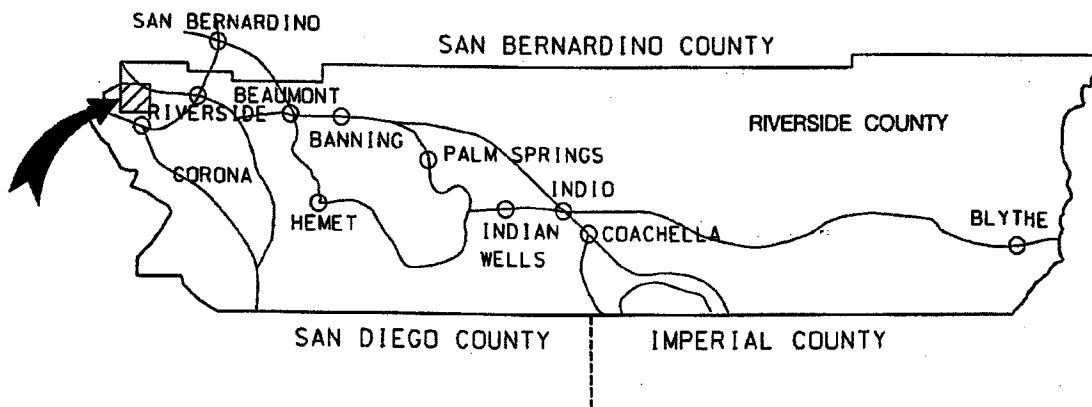 SAN BERNARDINO
SAN BERNARDINO COUNTY
BEAUMONT
RIVERSIDE
RIVERSIDE COUNTY
BANNING
PALM SPRINGS
CORONA
INDIO
HEMET
BLYTHE
INDIAN
WELLS
COACHELLA
SAN DIEGO COUNTY
IMPERIAL COUNTY